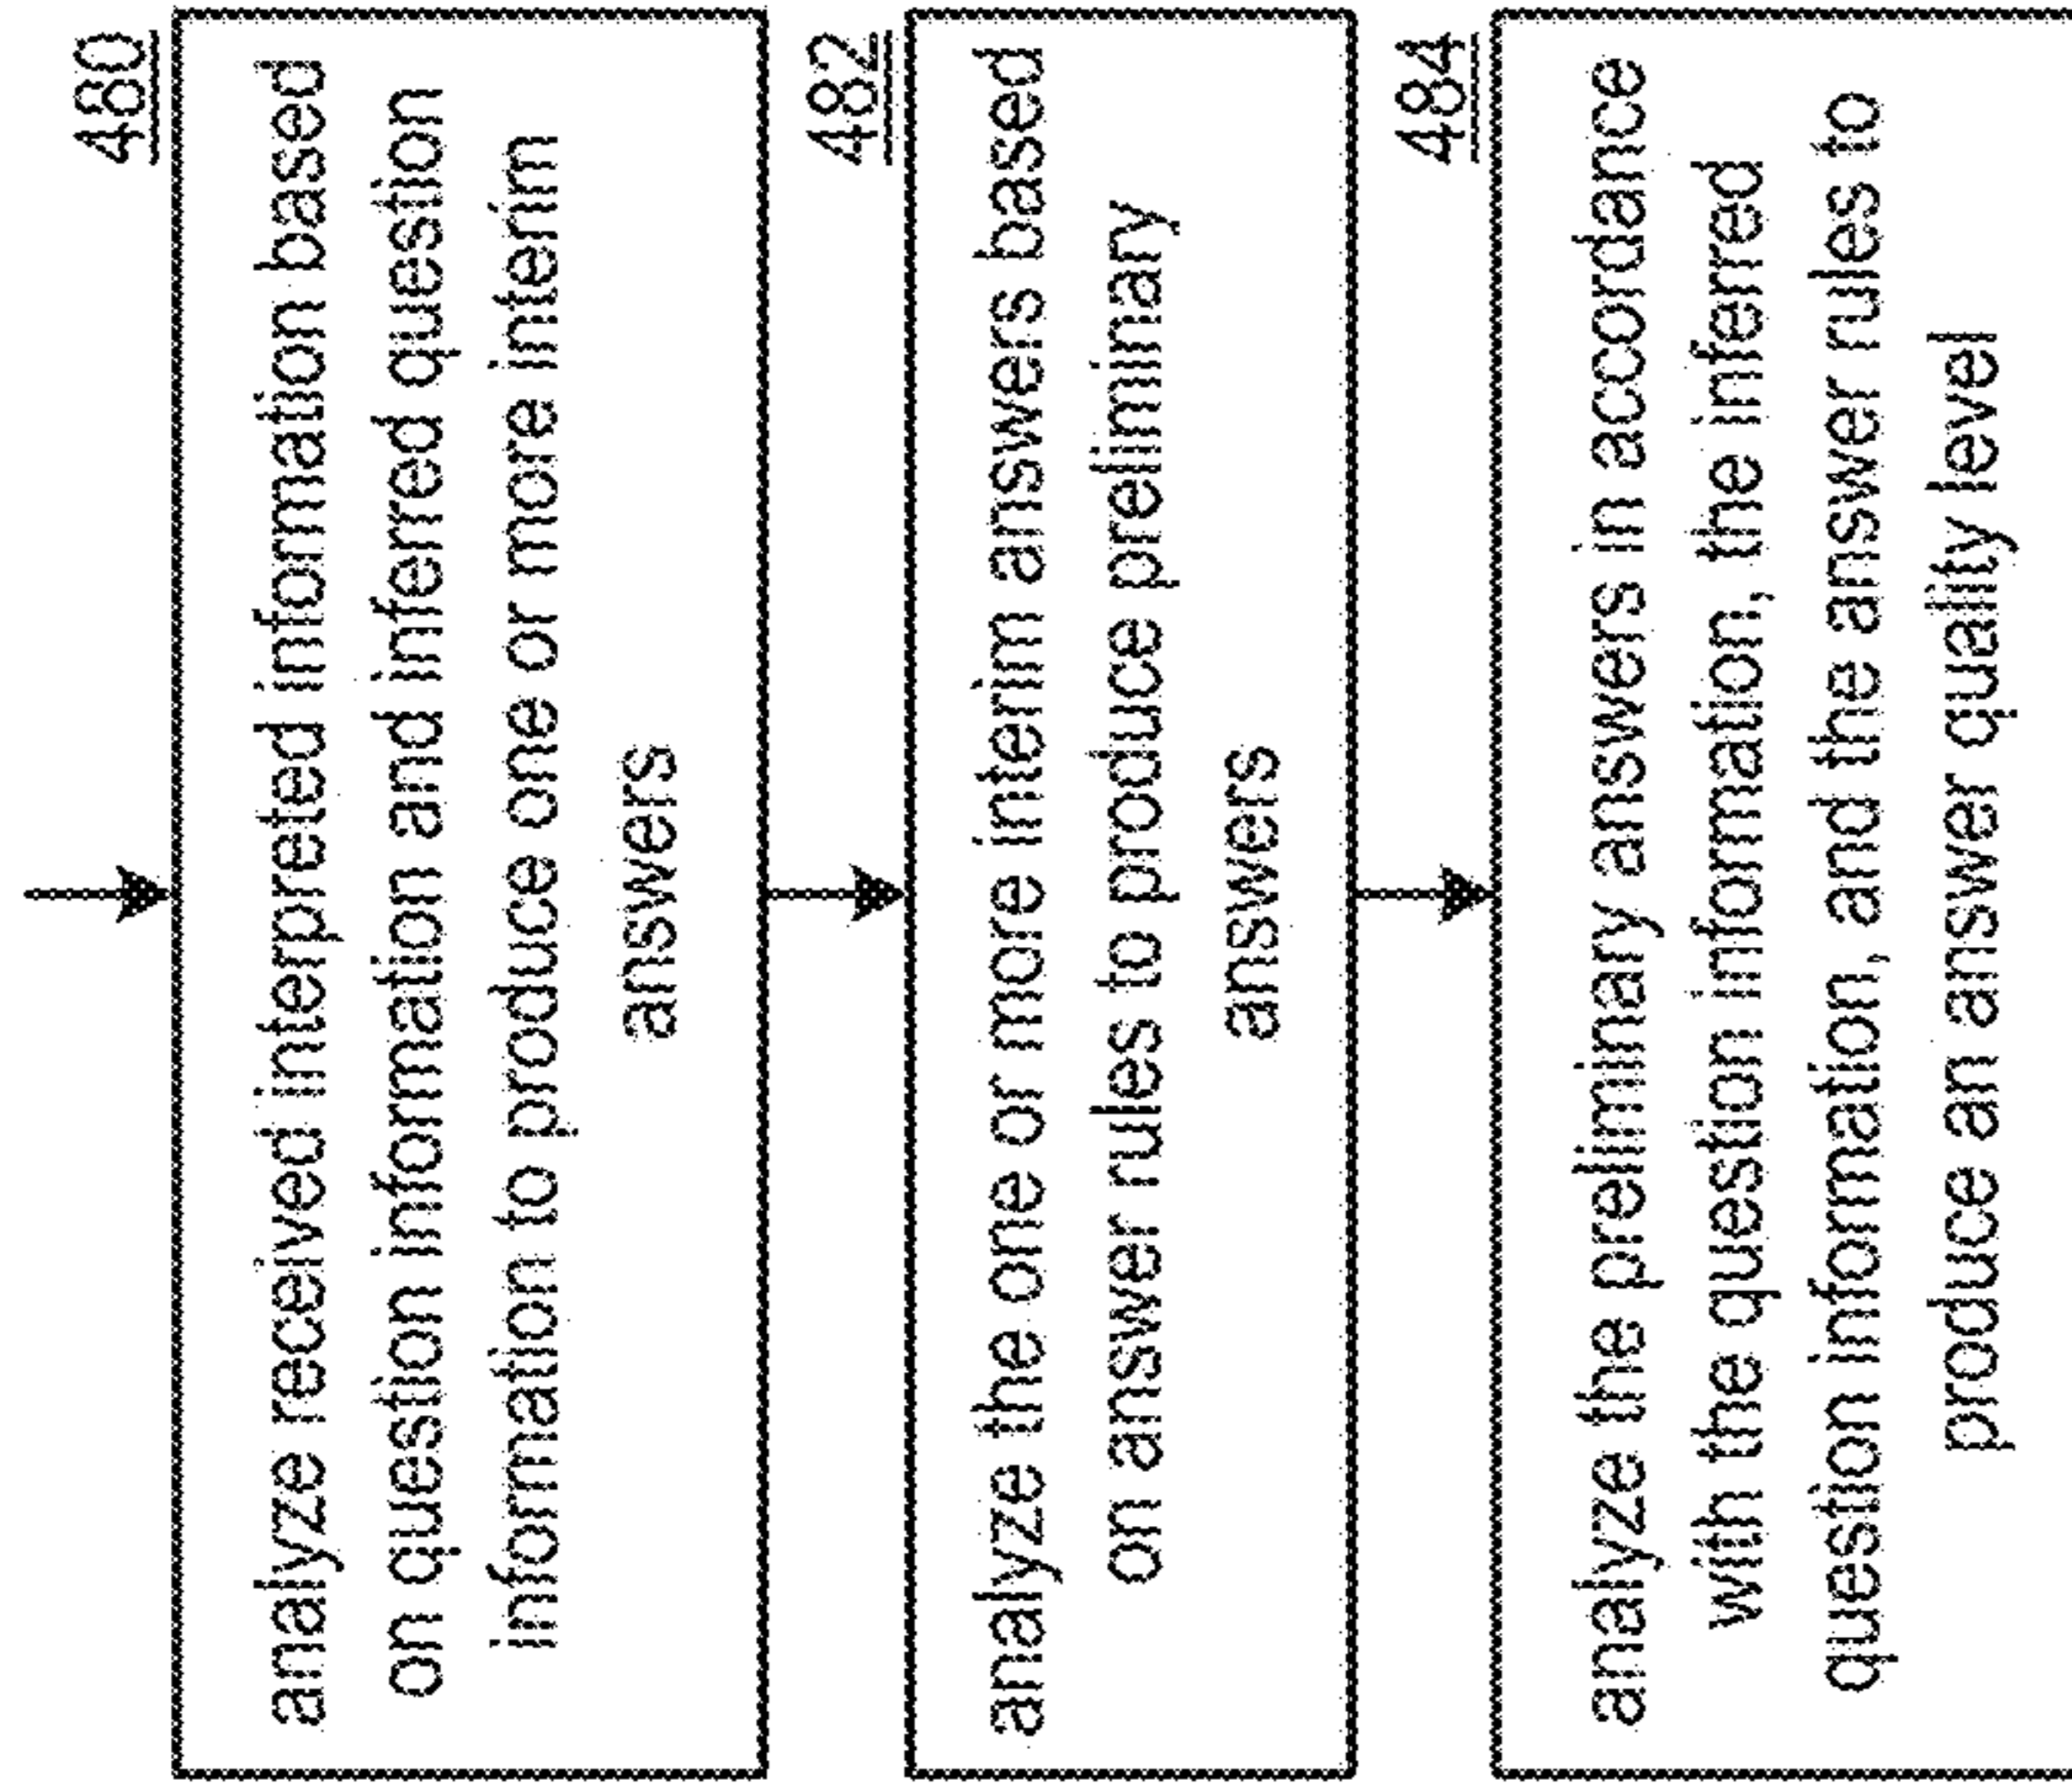 480
analyze received interpreted information based
on question information and inferred question
information to produce one or more interim
answers
482
analyze the one or more interim answers based
on answer rules to produce preliminary
answers
484
analyze the preliminary answers in accordance
with the question information, the inferred
question information, and the answer rules to
produce an answer quality level